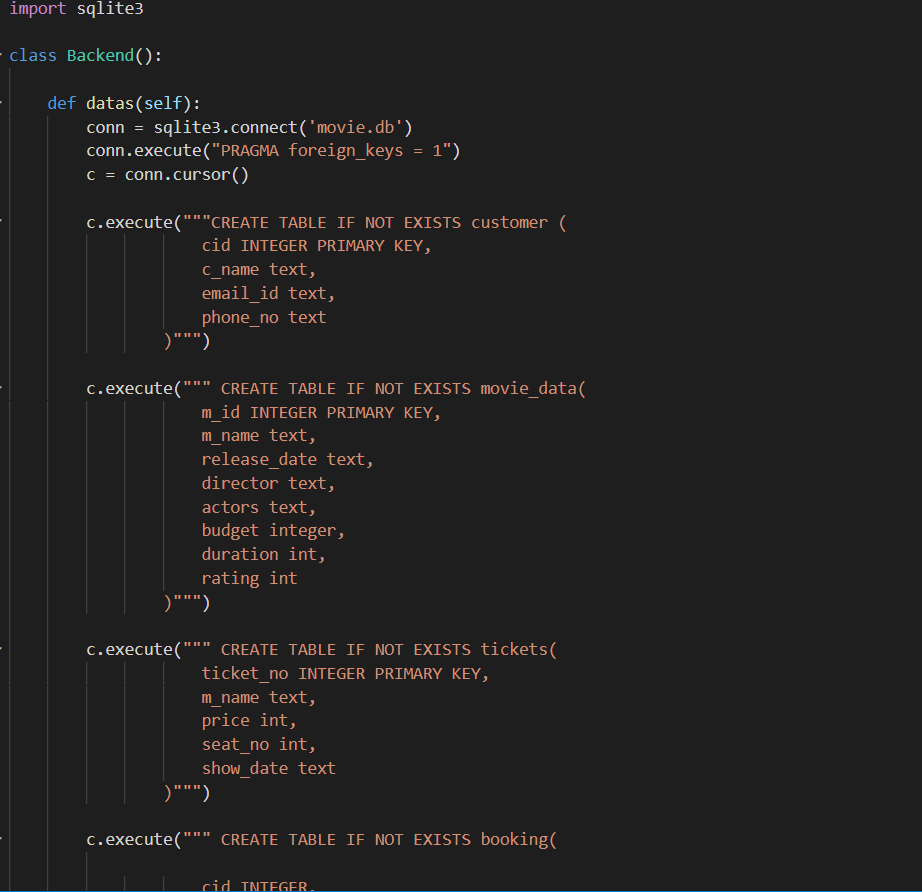 import sqlite3
class Backend():
def datas(self):
conn = sqlite3.connect('movie.db')
conn.execute("PRAGMA foreign_keys = 1")
c = conn.cursor()
c.execute("""CREATE TABLE IF NOT EXISTS customer (
cid INTEGER PRIMARY KEY,
c_name text,
email_id text,
phone_no text
)""")
c.execute(""" CREATE TABLE IF NOT EXISTS movie_data(
m_id INTEGER PRIMARY KEY,
m_name text,
release_date text,
director text,
actors text,
budget integer,
duration int,
rating int
)""")
c.execute(""" CREATE TABLE IF NOT EXISTS tickets(
ticket_no INTEGER PRIMARY KEY,
m_name text,
price int,
seat_no int,
show_date text
)""")
c.execute(""" CREATE TABLE IF NOT EXISTS booking(
cid INTEGER,